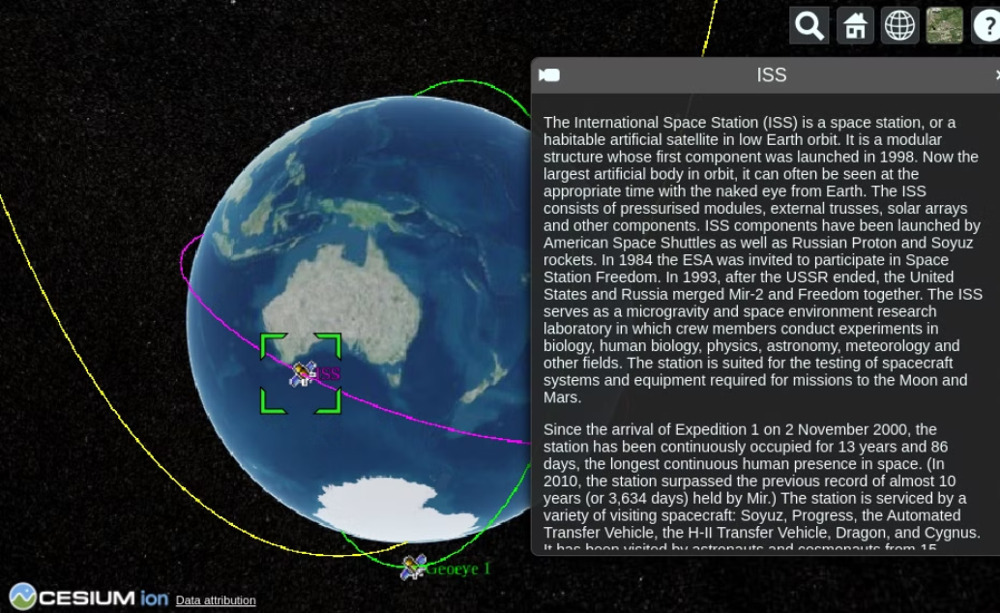 ?
ISS
×
The International Space Station (ISS) is a space station, or a
habitable artificial satellite in low Earth orbit. It is a modular
structure whose first component was launched in 1998. Now the
largest artificial body in orbit, it can often be seen at the
appropriate time with the naked eye from Earth. The ISS
consists of pressurised modules, external trusses, solar arrays
and other components. ISS components have been launched by
American Space Shuttles as well as Russian Proton and Soyuz
rockets. In 1984 the ESA was invited to participate in Space
Station Freedom. In 1993, after the USSR ended, the United
States and Russia merged Mir-2 and Freedom together. The ISS
serves as a microgravity and space environment research
laboratory in which crew members conduct experiments in
biology, human biology, physics, astronomy, meteorology and
other fields. The station is suited for the testing of spacecraft
systems and equipment required for missions to the Moon and
Mars.
Since the arrival of Expedition 1 on 2 November 2000, the
station has been continuously occupied for 13 years and 86
days, the longest continuous human presence in space. (In
2010, the station surpassed the previous record of almost 10
years (or 3,634 days) held by Mir.) The station is serviced by a
variety of visiting spacecraft: Soyuz, Progress, the Automated
Transfer Vehicle, the H-II Transfer Vehicle, Dragon, and Cygnus.
It has been visited by astronauts and cosmonauts from 15
ISS
Geoeye 1
CESIUM ion Data attribution